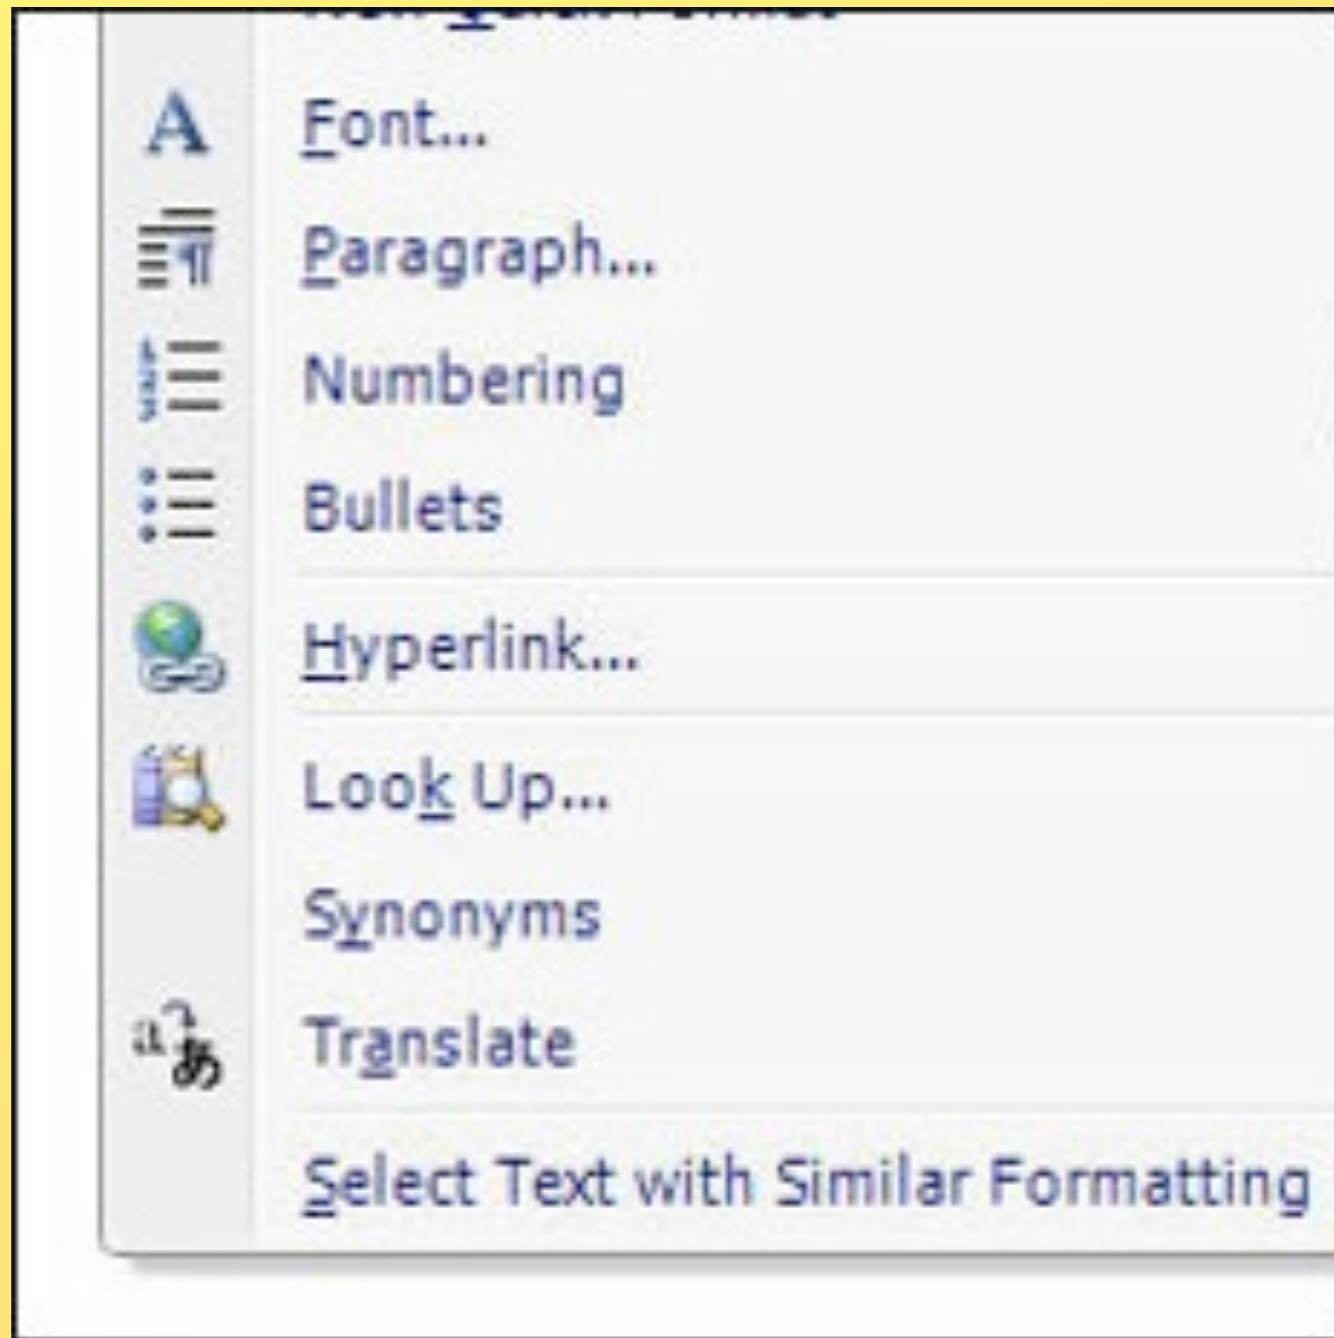 Font...
Paragraph...
Numbering
Bullets
Hyperlink...
Look Up...
Synonyms
Translate
Select Text with Similar Formatting